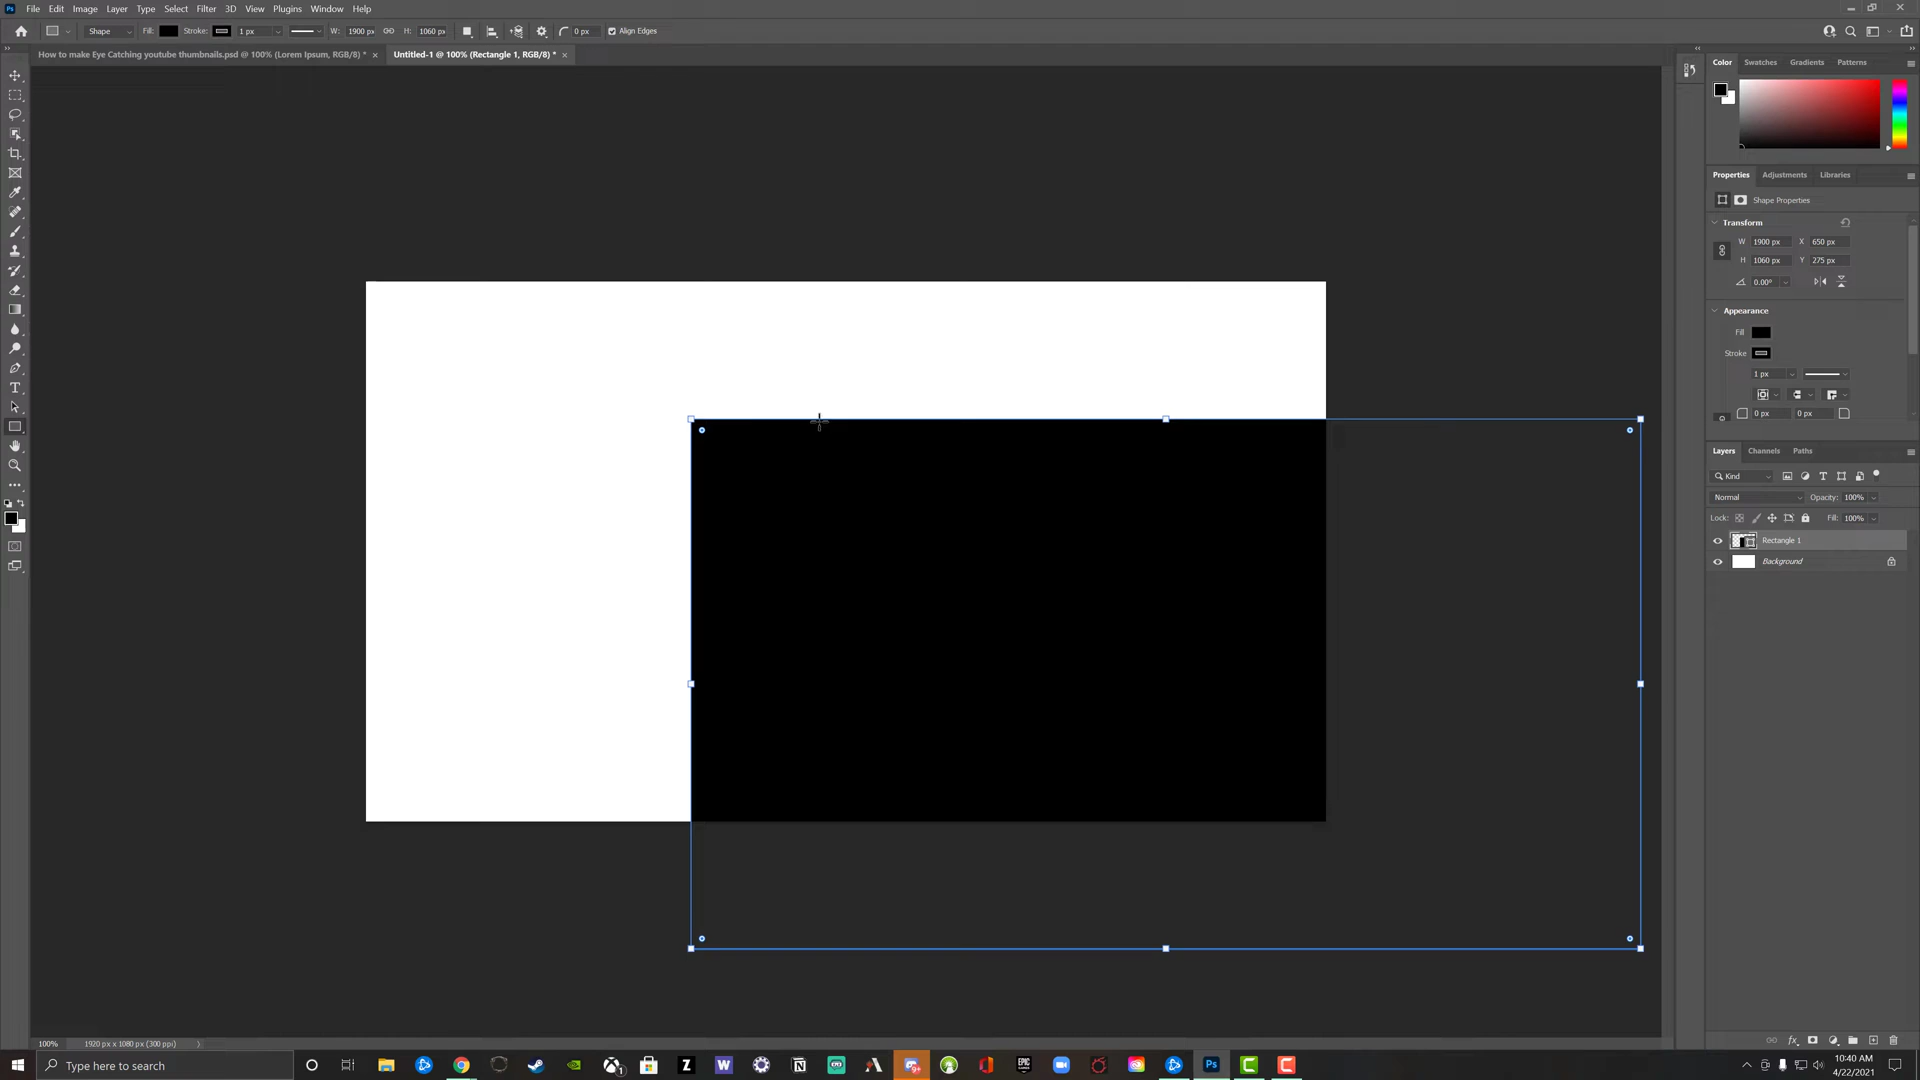 Ps File Edit Image Layer Type Select Filter 3D View Plugins Window Help
Shape Fill: Stroke: 1 px W: 1900 px H: 1060 px 0 px Align Edges
How to make Eye Catching youtube thumbnails.psd @ 100% (Lorem Ipsum, RGB/8) * × Untitled-1 @ 100% (Rectangle 1, RGB/8) * ×
Color Swatches Gradients Patterns
Properties Adjustments Libraries
Shape Properties
Transform
W 1900 px X 650 px
H 1060 px Y 275 px
0.00°
Appearance
Fill
Stroke
1 px
0 px 0 px
Layers Channels Paths
Kind
Normal Opacity: 100%
Lock: Fill: 100%
Rectangle 1
Background
100% 1920 px x 1080 px (300 ppi)
Type here to search
10:40 AM
4/22/2021